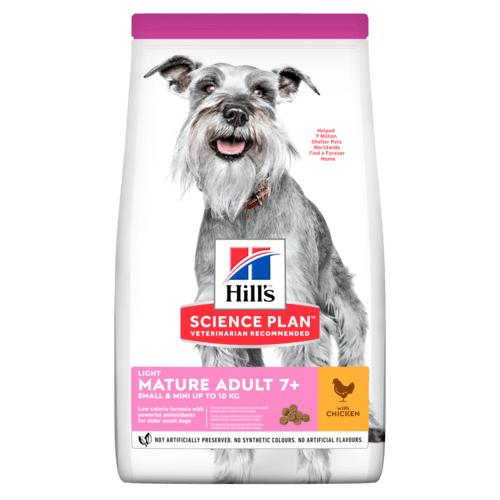 Helped
9 Million
Shelter Pets
Worldwide
Find a Forever
Home
Hill's
SCIENCE PLAN™
VETERINARIAN RECOMMENDED
LIGHT
MATURE ADULT 7+
SMALL & MINI UP TO 10 KG
Low calorie formula with
powerful antioxidants
for older small dogs
with
CHICKEN
NOT ARTIFICIALLY PRESERVED. NO SYNTHETIC COLOURS. NO ARTIFICIAL FLAVOURS.